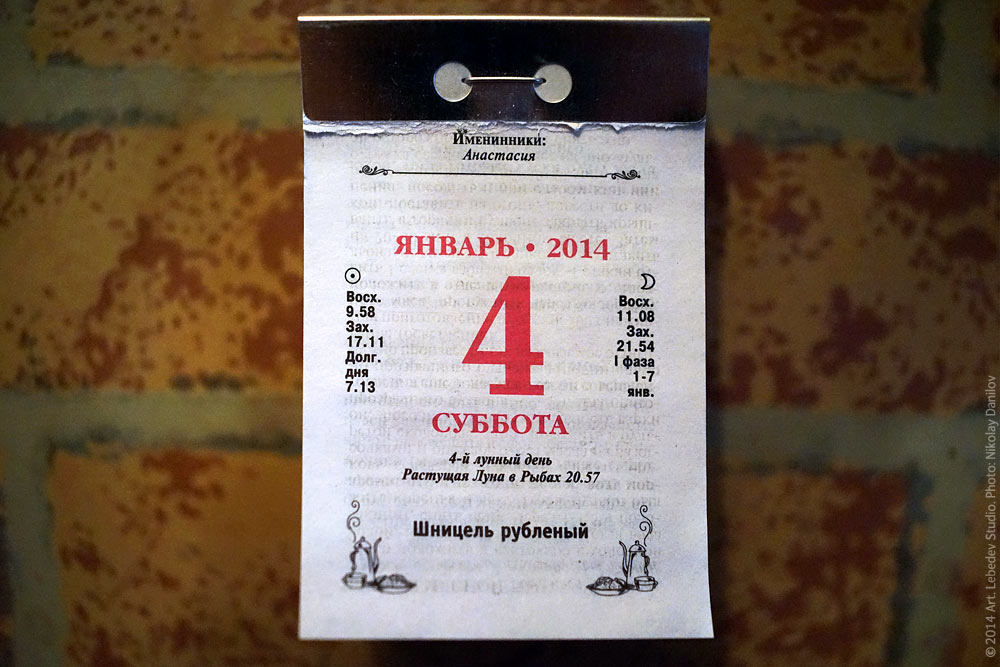 Именинники:
Анастасия
ЯНВАРЬ • 2014
Восх.
9.58
Зах.
17.11
Долг.
дня
7.13
4
Восх.
11.08
Зах.
21.54
I фаза
1-7
янв.
СУББОТА
4-й лунный день
Растущая Луна в Рыбах 20.57
Шницель рубленый
© 2014 Art. Lebedev Studio. Photo: Nikolay Danilov